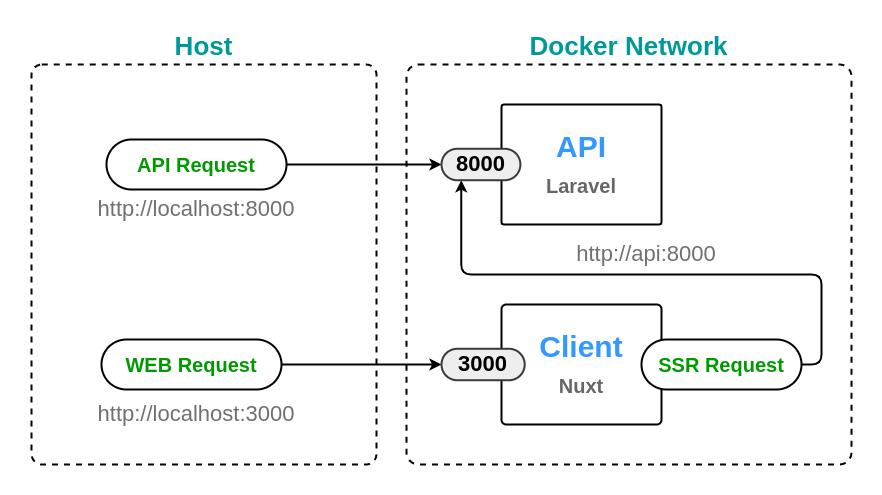 Host
Docker Network
API Request
http://localhost:8000
8000
API
Laravel
http://api:8000
WEB Request
http://localhost:3000
3000
Client
Nuxt
SSR Request